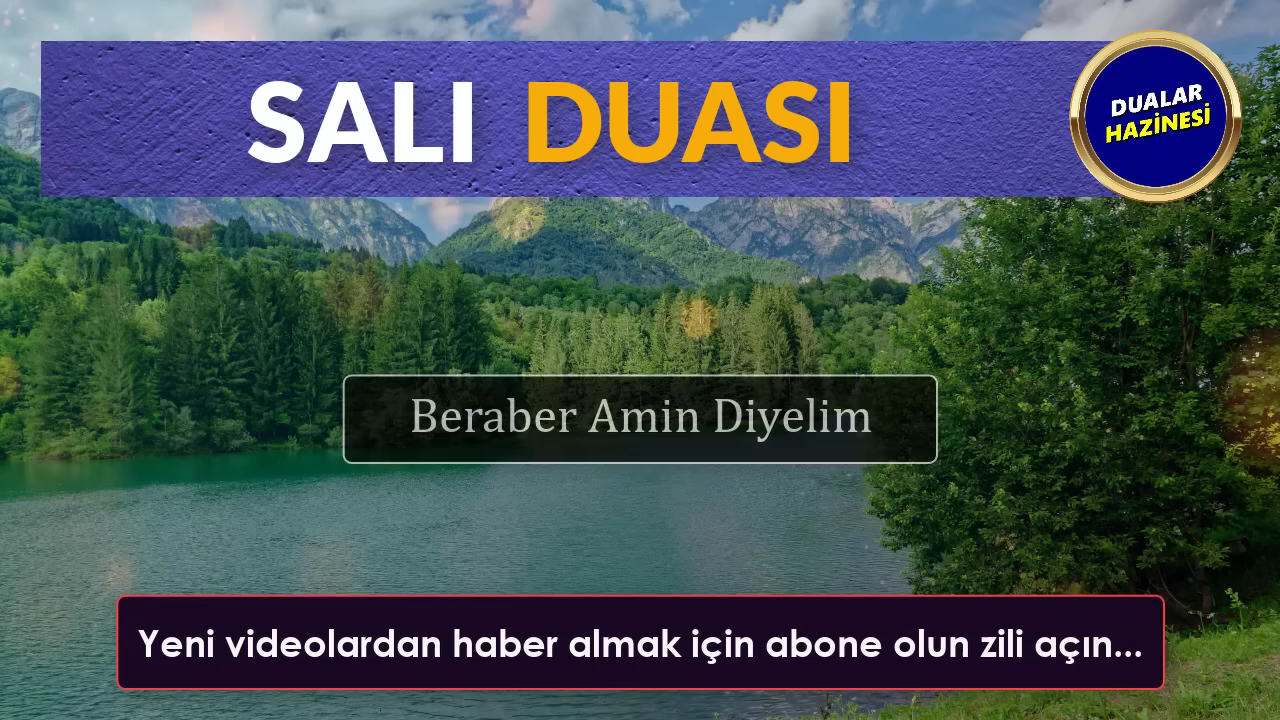 SALI DUASI
DUALAR
HAZİNESİ
Beraber Amin Diyelim
Yeni videolardan haber almak için abone olun zili açın...